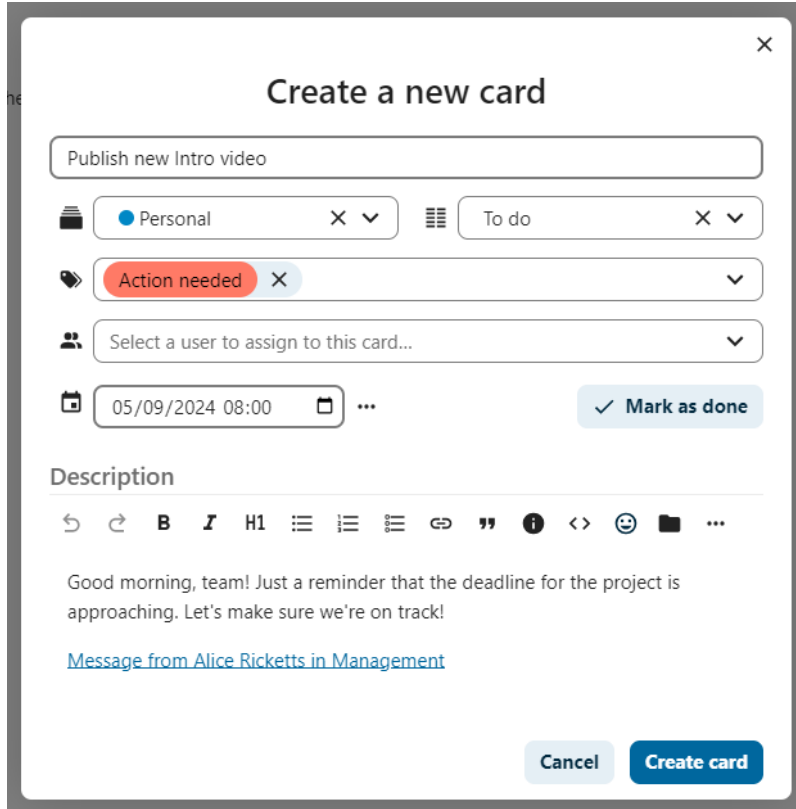 he
Create a new card
Publish new Intro video
Personal
To do
Action needed
Select a user to assign to this card...
05/09/2024 08:00
Mark as done
Description
B I H1
Good morning, team! Just a reminder that the deadline for the project is
approaching. Let's make sure we're on track!
Message from Alice Ricketts in Management
Cancel Create card